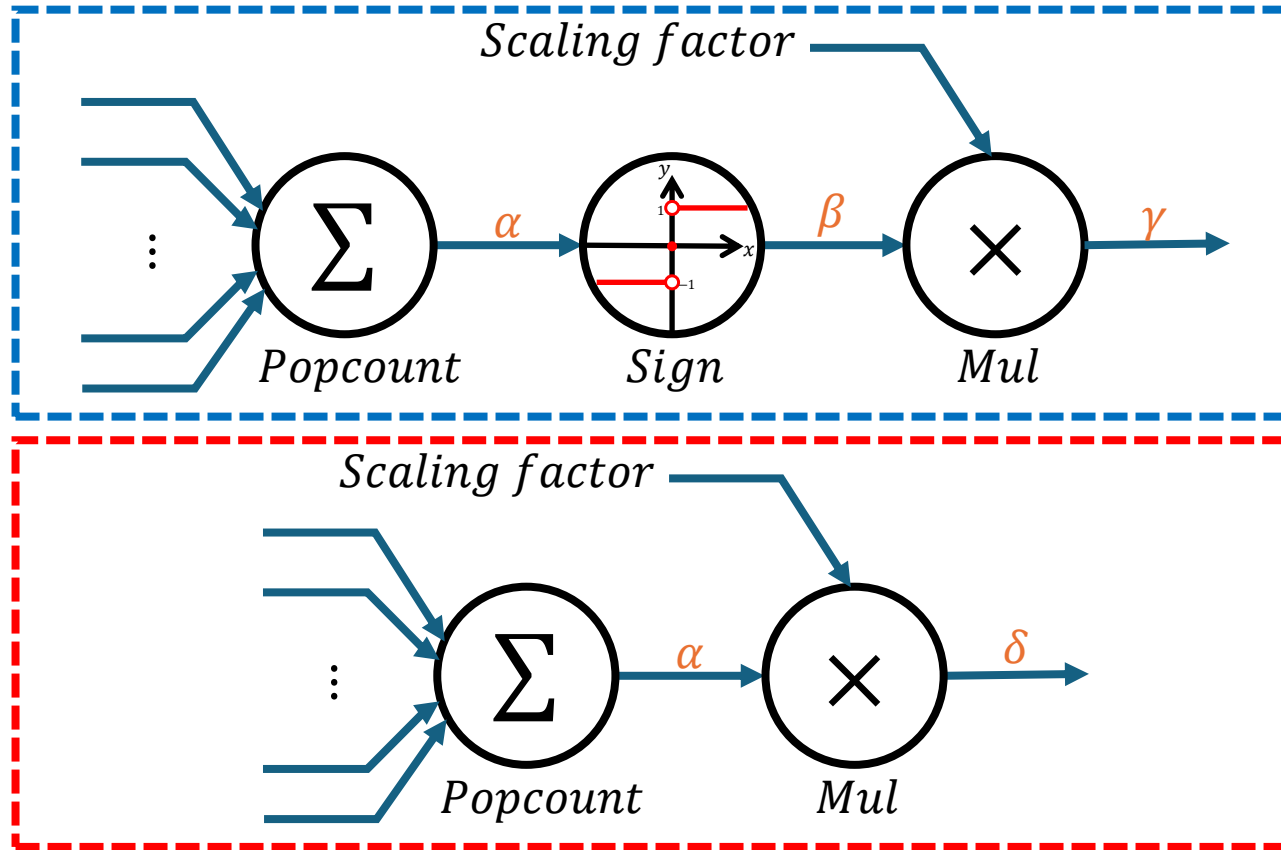 Scaling factor
⋮
Σ
α
y
1
x
−1
β
×
γ
Popcount
Sign
Mul
Scaling factor
⋮
Σ
α
×
δ
Popcount
Mul